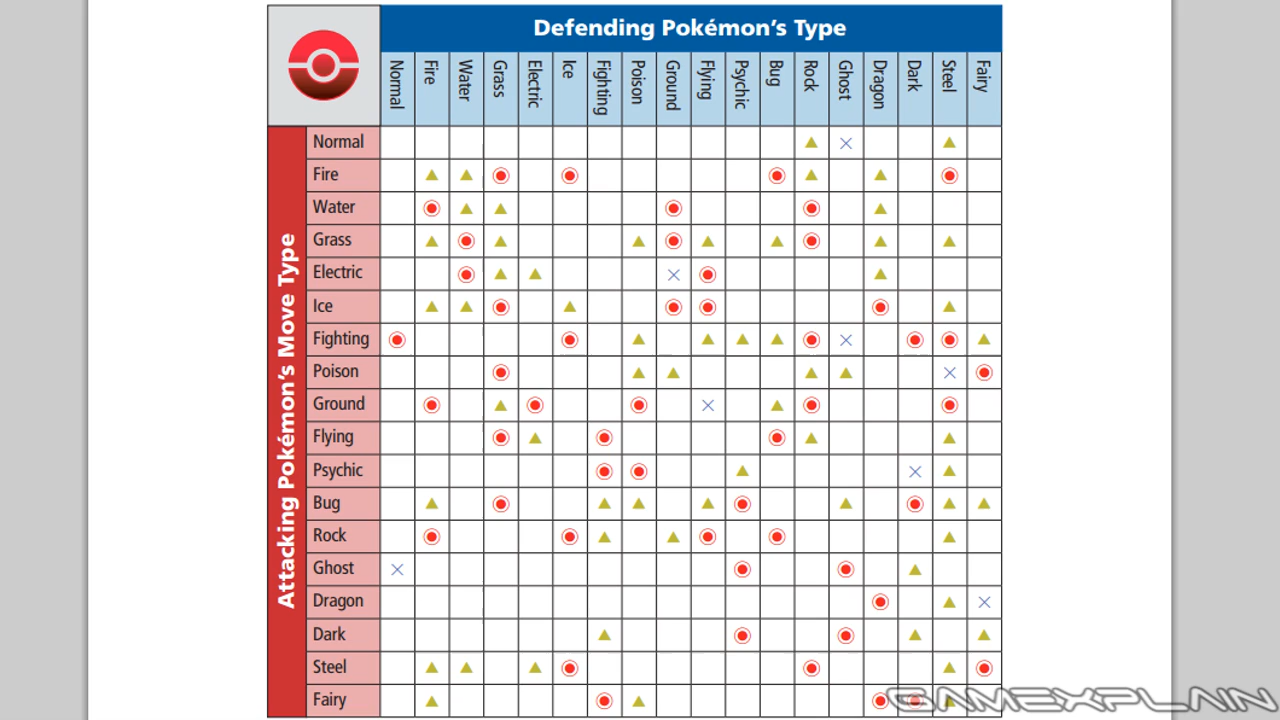 Defending Pokémon's Type
Normal Fire Water Grass Electric Ice Fighting Poison Ground Flying Psychic Bug Rock Ghost Dragon Dark Steel Fairy
Attacking Pokémon's Move Type
Normal
Fire
Water
Grass
Electric
Ice
Fighting
Poison
Ground
Flying
Psychic
Bug
Rock
Ghost
Dragon
Dark
Steel
Fairy
GAMEXPLAIN